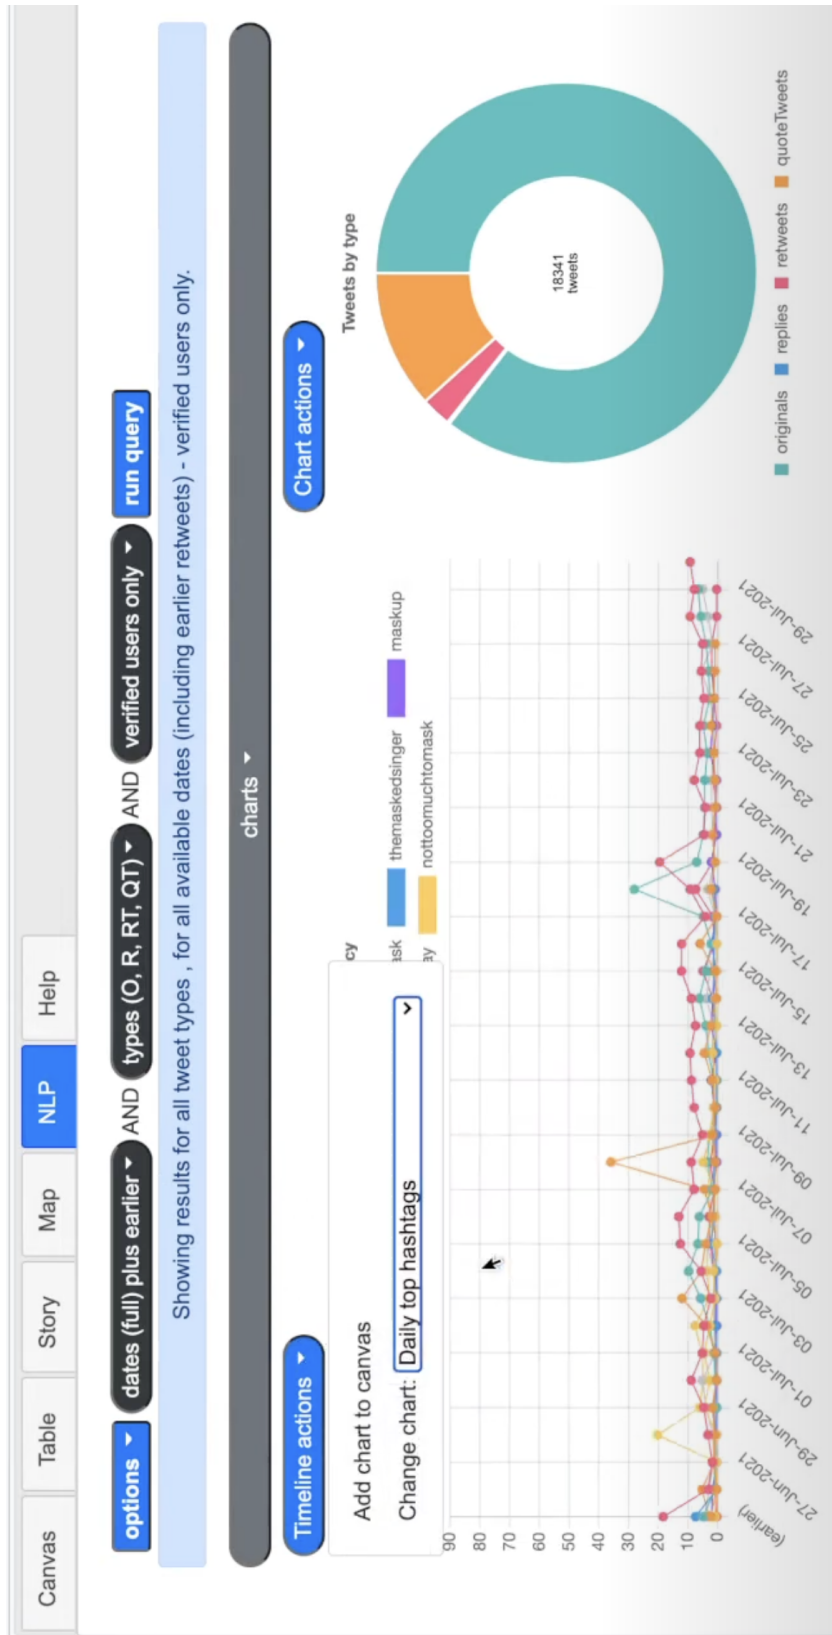 Canvas Table Story Map NLP Help
options dates (full) plus earlier AND types (O, R, RT, QT) AND verified users only run query
Showing results for all tweet types , for all available dates (including earlier retweets) - verified users only.
charts
Timeline actions
Chart actions
Add chart to canvas
Change chart: Daily top hashtags
cy
ask themaskedsinger maskup
ay nottoomuchtomask
90
80
70
60
50
40
30
20
10
0
(earlier) 27-Jun-2021 29-Jun-2021 01-Jul-2021 03-Jul-2021 05-Jul-2021 07-Jul-2021 09-Jul-2021 11-Jul-2021 13-Jul-2021 15-Jul-2021 17-Jul-2021 19-Jul-2021 21-Jul-2021 23-Jul-2021 25-Jul-2021 27-Jul-2021 29-Jul-2021
Tweets by type
18341
tweets
originals replies retweets quoteTweets